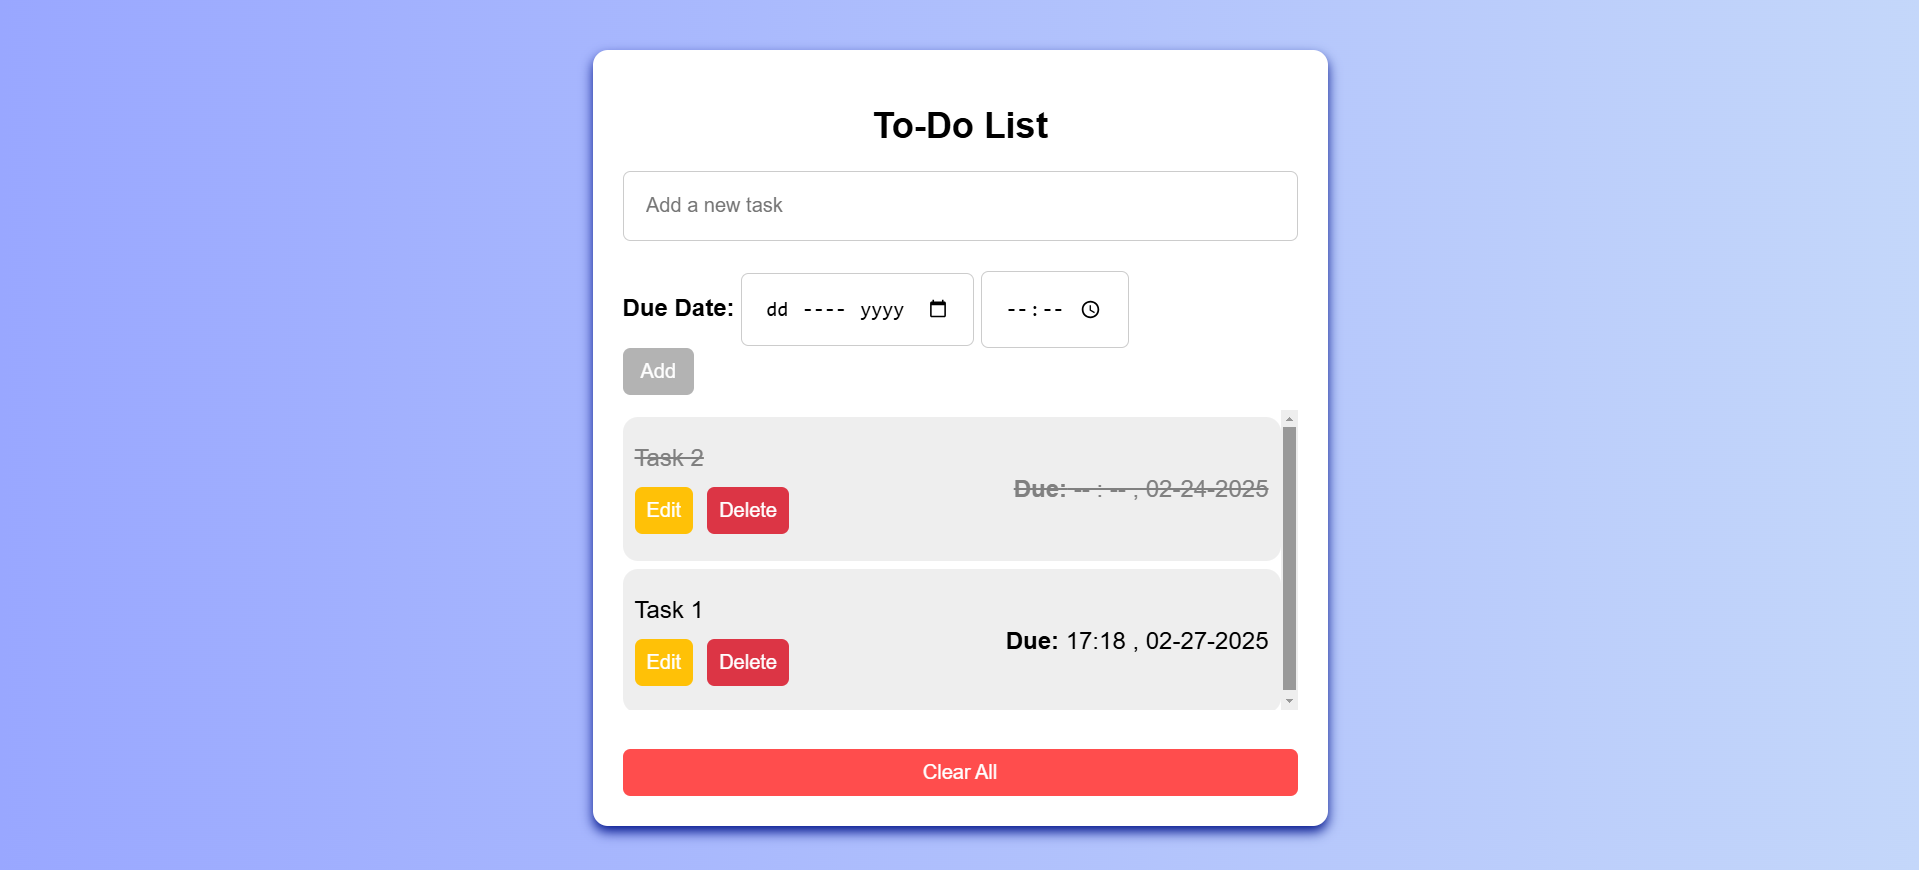 To-Do List
Add a new task
Due Date: dd ---- yyyy --:--
Add
Task 2
Due: -- : -- , 02-24-2025
Edit Delete
Task 1
Due: 17:18 , 02-27-2025
Edit Delete
Clear All